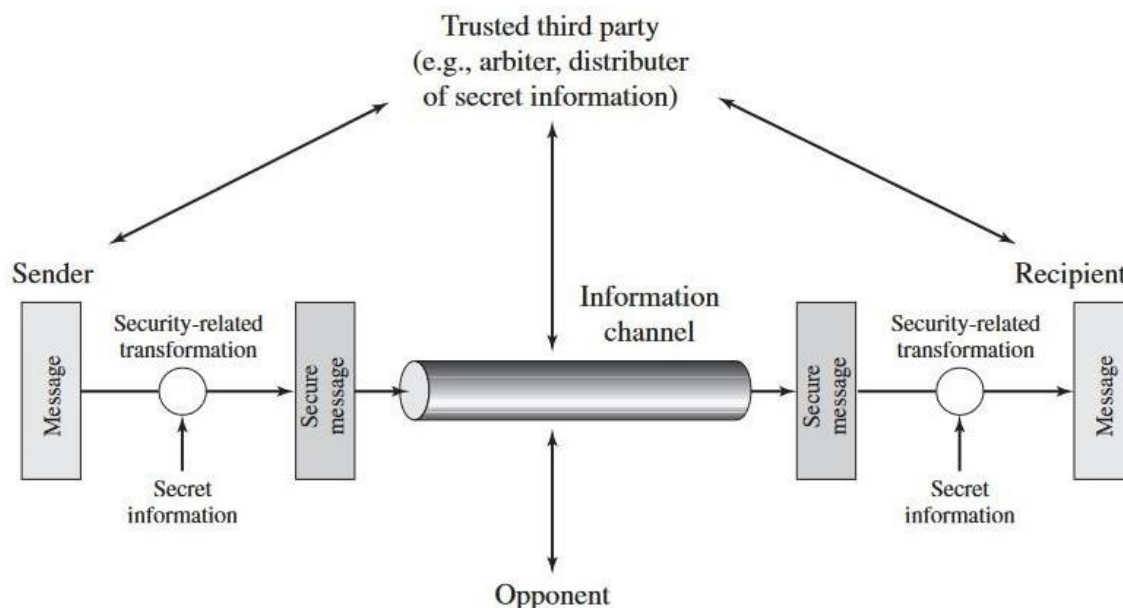 Trusted third party
(e.g., arbiter, distributer
of secret information)
Sender
Recipient
Information
channel
Security-related
transformation
Security-related
transformation
Message
Secure
message
Secure
message
Message
Secret
information
Secret
information
Opponent